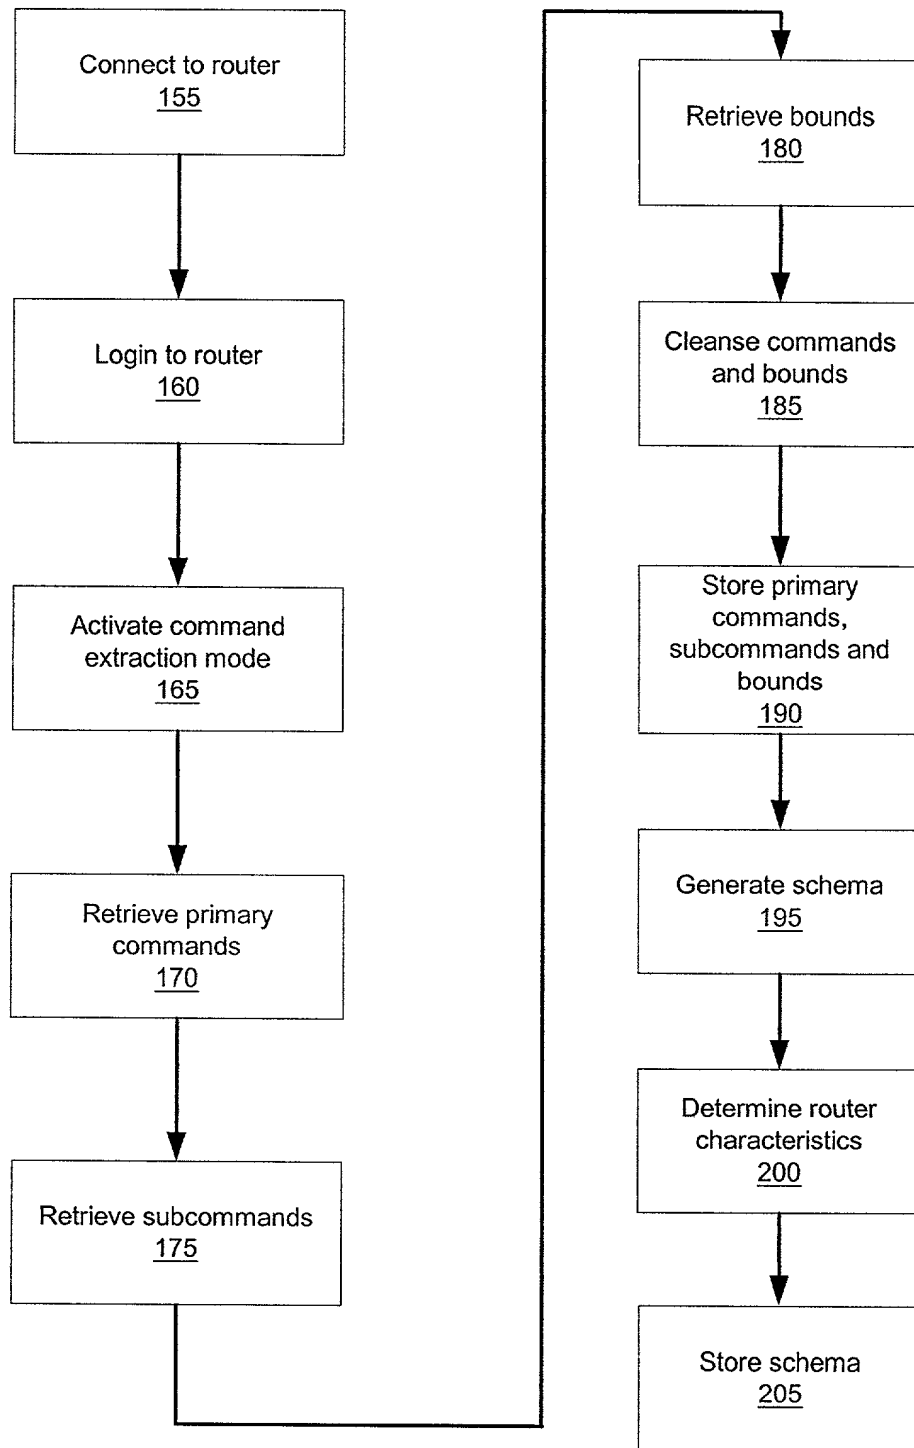 Connect to router
155
Login to router
160
Activate command
extraction mode
165
Retrieve primary
commands
170
Retrieve subcommands
175
Retrieve bounds
180
Cleanse commands
and bounds
185
Store primary
commands,
subcommands and
bounds
190
Generate schema
195
Determine router
characteristics
200
Store schema
205